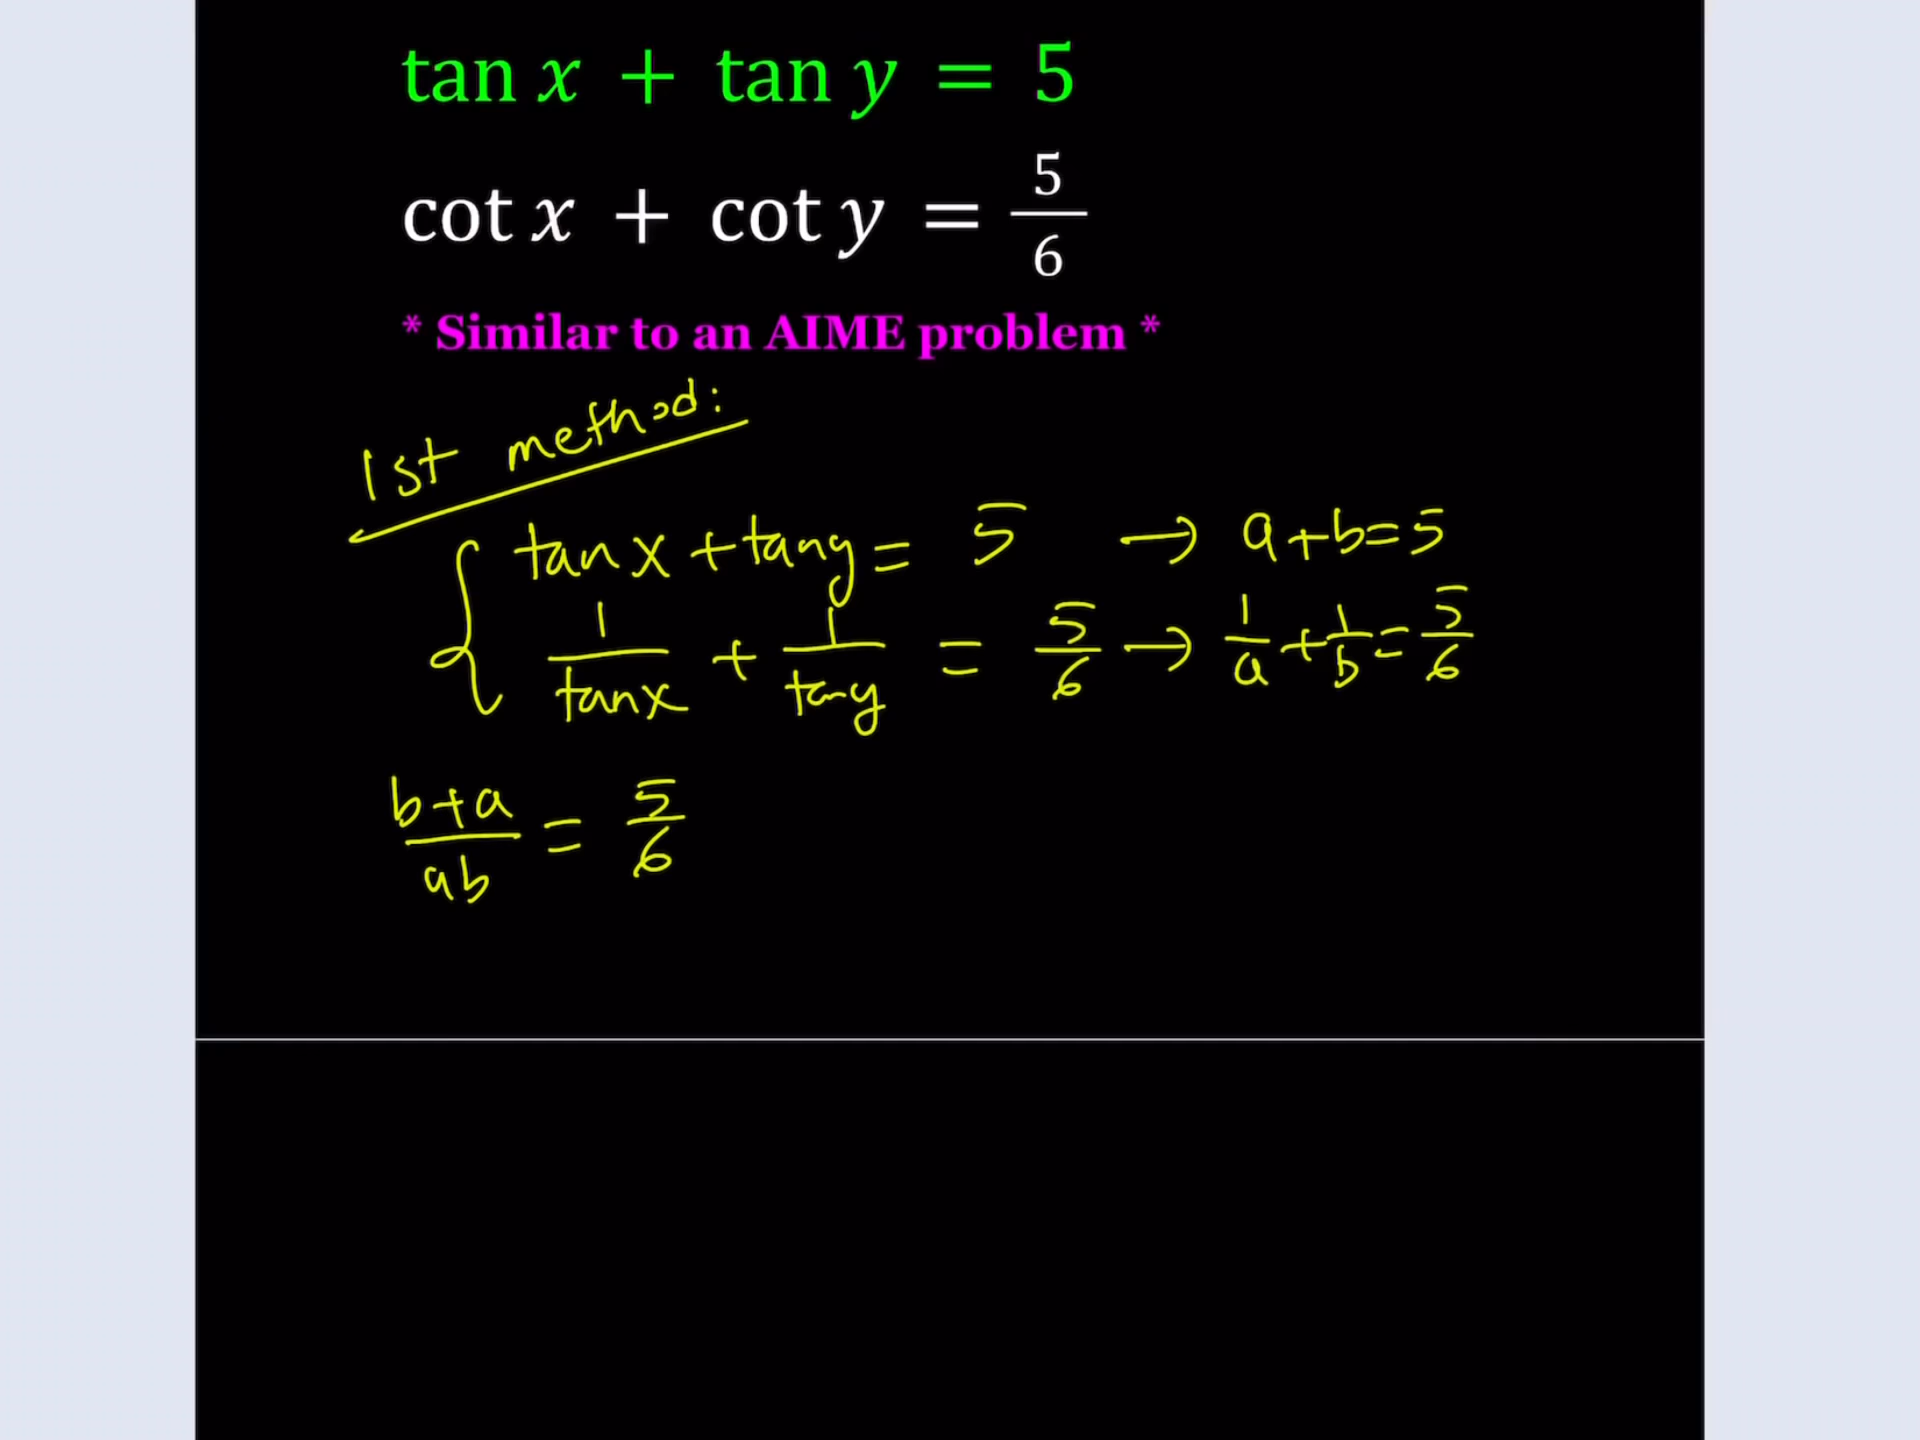 tan x + tan y = 5
cot x + cot y = 5/6
* Similar to an AIME problem *
1st method:
tan x + tan y = 5 → a+b=5
1/tan x + 1/tan y = 5/6 → 1/a + 1/b = 5/6
b+a/ab = 5/6